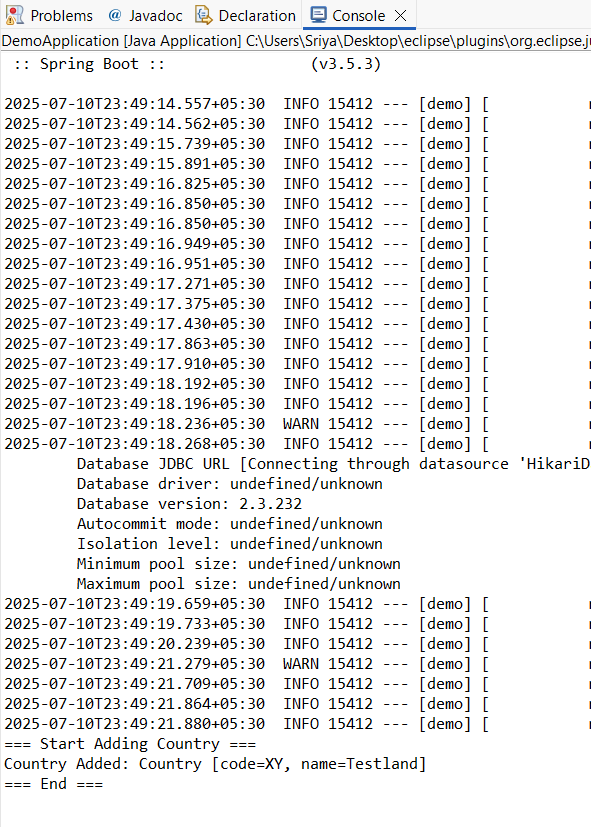 Problems @ Javadoc Declaration Console
DemoApplication [Java Application] C:\Users\Sriya\Desktop\eclipse\plugins\org.eclipse.ju
:: Spring Boot :: (v3.5.3)
2025-07-10T23:49:14.557+05:30 INFO 15412 --- [demo] [
2025-07-10T23:49:14.562+05:30 INFO 15412 --- [demo] [
2025-07-10T23:49:15.739+05:30 INFO 15412 --- [demo] [
2025-07-10T23:49:15.891+05:30 INFO 15412 --- [demo] [
2025-07-10T23:49:16.825+05:30 INFO 15412 --- [demo] [
2025-07-10T23:49:16.850+05:30 INFO 15412 --- [demo] [
2025-07-10T23:49:16.850+05:30 INFO 15412 --- [demo] [
2025-07-10T23:49:16.949+05:30 INFO 15412 --- [demo] [
2025-07-10T23:49:16.951+05:30 INFO 15412 --- [demo] [
2025-07-10T23:49:17.271+05:30 INFO 15412 --- [demo] [
2025-07-10T23:49:17.375+05:30 INFO 15412 --- [demo] [
2025-07-10T23:49:17.430+05:30 INFO 15412 --- [demo] [
2025-07-10T23:49:17.863+05:30 INFO 15412 --- [demo] [
2025-07-10T23:49:17.910+05:30 INFO 15412 --- [demo] [
2025-07-10T23:49:18.192+05:30 INFO 15412 --- [demo] [
2025-07-10T23:49:18.196+05:30 INFO 15412 --- [demo] [
2025-07-10T23:49:18.236+05:30 WARN 15412 --- [demo] [
2025-07-10T23:49:18.268+05:30 INFO 15412 --- [demo] [
Database JDBC URL [Connecting through datasource 'HikariD
Database driver: undefined/unknown
Database version: 2.3.232
Autocommit mode: undefined/unknown
Isolation level: undefined/unknown
Minimum pool size: undefined/unknown
Maximum pool size: undefined/unknown
2025-07-10T23:49:19.659+05:30 INFO 15412 --- [demo] [
2025-07-10T23:49:19.733+05:30 INFO 15412 --- [demo] [
2025-07-10T23:49:20.239+05:30 INFO 15412 --- [demo] [
2025-07-10T23:49:21.279+05:30 WARN 15412 --- [demo] [
2025-07-10T23:49:21.709+05:30 INFO 15412 --- [demo] [
2025-07-10T23:49:21.864+05:30 INFO 15412 --- [demo] [
2025-07-10T23:49:21.880+05:30 INFO 15412 --- [demo] [
=== Start Adding Country ===
Country Added: Country [code=XY, name=Testland]
=== End ===